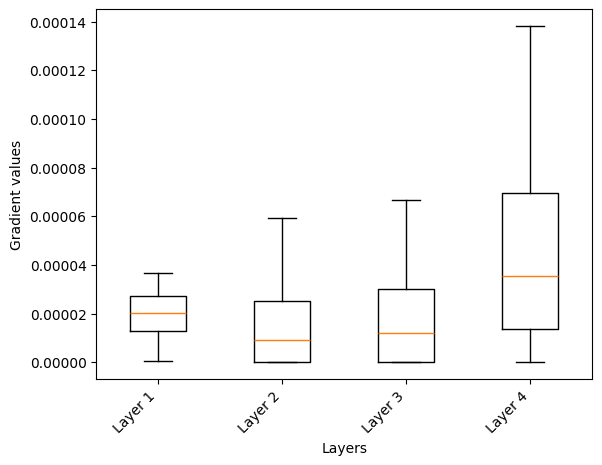 0.00014
0.00012
0.00010
0.00008
0.00006
0.00004
0.00002
0.00000
Gradient values
Layer 1
Layer 2
Layer 3
Layer 4
Layers